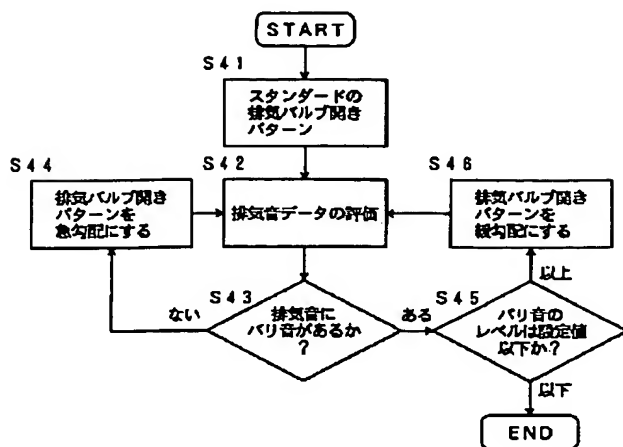 START
S41
スタンダードの
排気バルブ開き
パターン
S44
S42
S46
排気バルブ開き
パターンを
急勾配にする
排気音データの評価
排気バルブ開き
パターンを
緩勾配にする
S43
S45
以上
ない
排気音に
バリ音があるか
?
ある
バリ音の
レベルは設定値
以下か?
以下
END